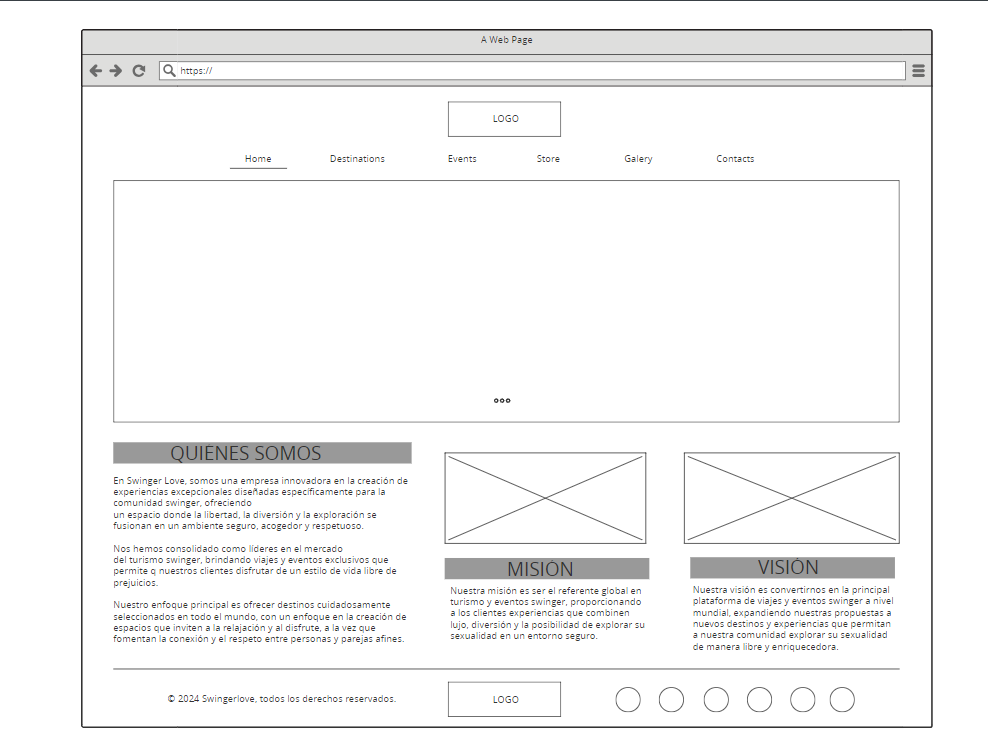 A Web Page
https://
LOGO
Home Destinations Events Store Galery Contacts
QUIENES SOMOS
En Swinger Love, somos una empresa innovadora en la creación de
experiencias excepcionales diseñadas específicamente para la
comunidad swinger, ofreciendo
un espacio donde la libertad, la diversión y la exploración se
fusionan en un ambiente seguro, acogedor y respetuoso.
Nos hemos consolidado como líderes en el mercado
del turismo swinger, brindando viajes y eventos exclusivos que
permite q nuestros clientes disfrutar de un estilo de vida libre de
prejuicios.
Nuestro enfoque principal es ofrecer destinos cuidadosamente
seleccionados en todo el mundo, con un enfoque en la creación de
espacios que inviten a la relajación y al disfrute, a la vez que
fomentan la conexión y el respeto entre personas y parejas afines.
MISIÓN
Nuestra misión es ser el referente global en
turismo y eventos swinger, proporcionando
a los clientes experiencias que combinen
lujo, diversión y la posibilidad de explorar su
sexualidad en un entorno seguro.
VISIÓN
Nuestra visión es convertirnos en la principal
plataforma de viajes y eventos swinger a nivel
mundial, expandiendo nuestras propuestas a
nuevos destinos y experiencias que permitan
a nuestra comunidad explorar su sexualidad
de manera libre y enriquecedora.
© 2024 Swingerlove, todos los derechos reservados.
LOGO